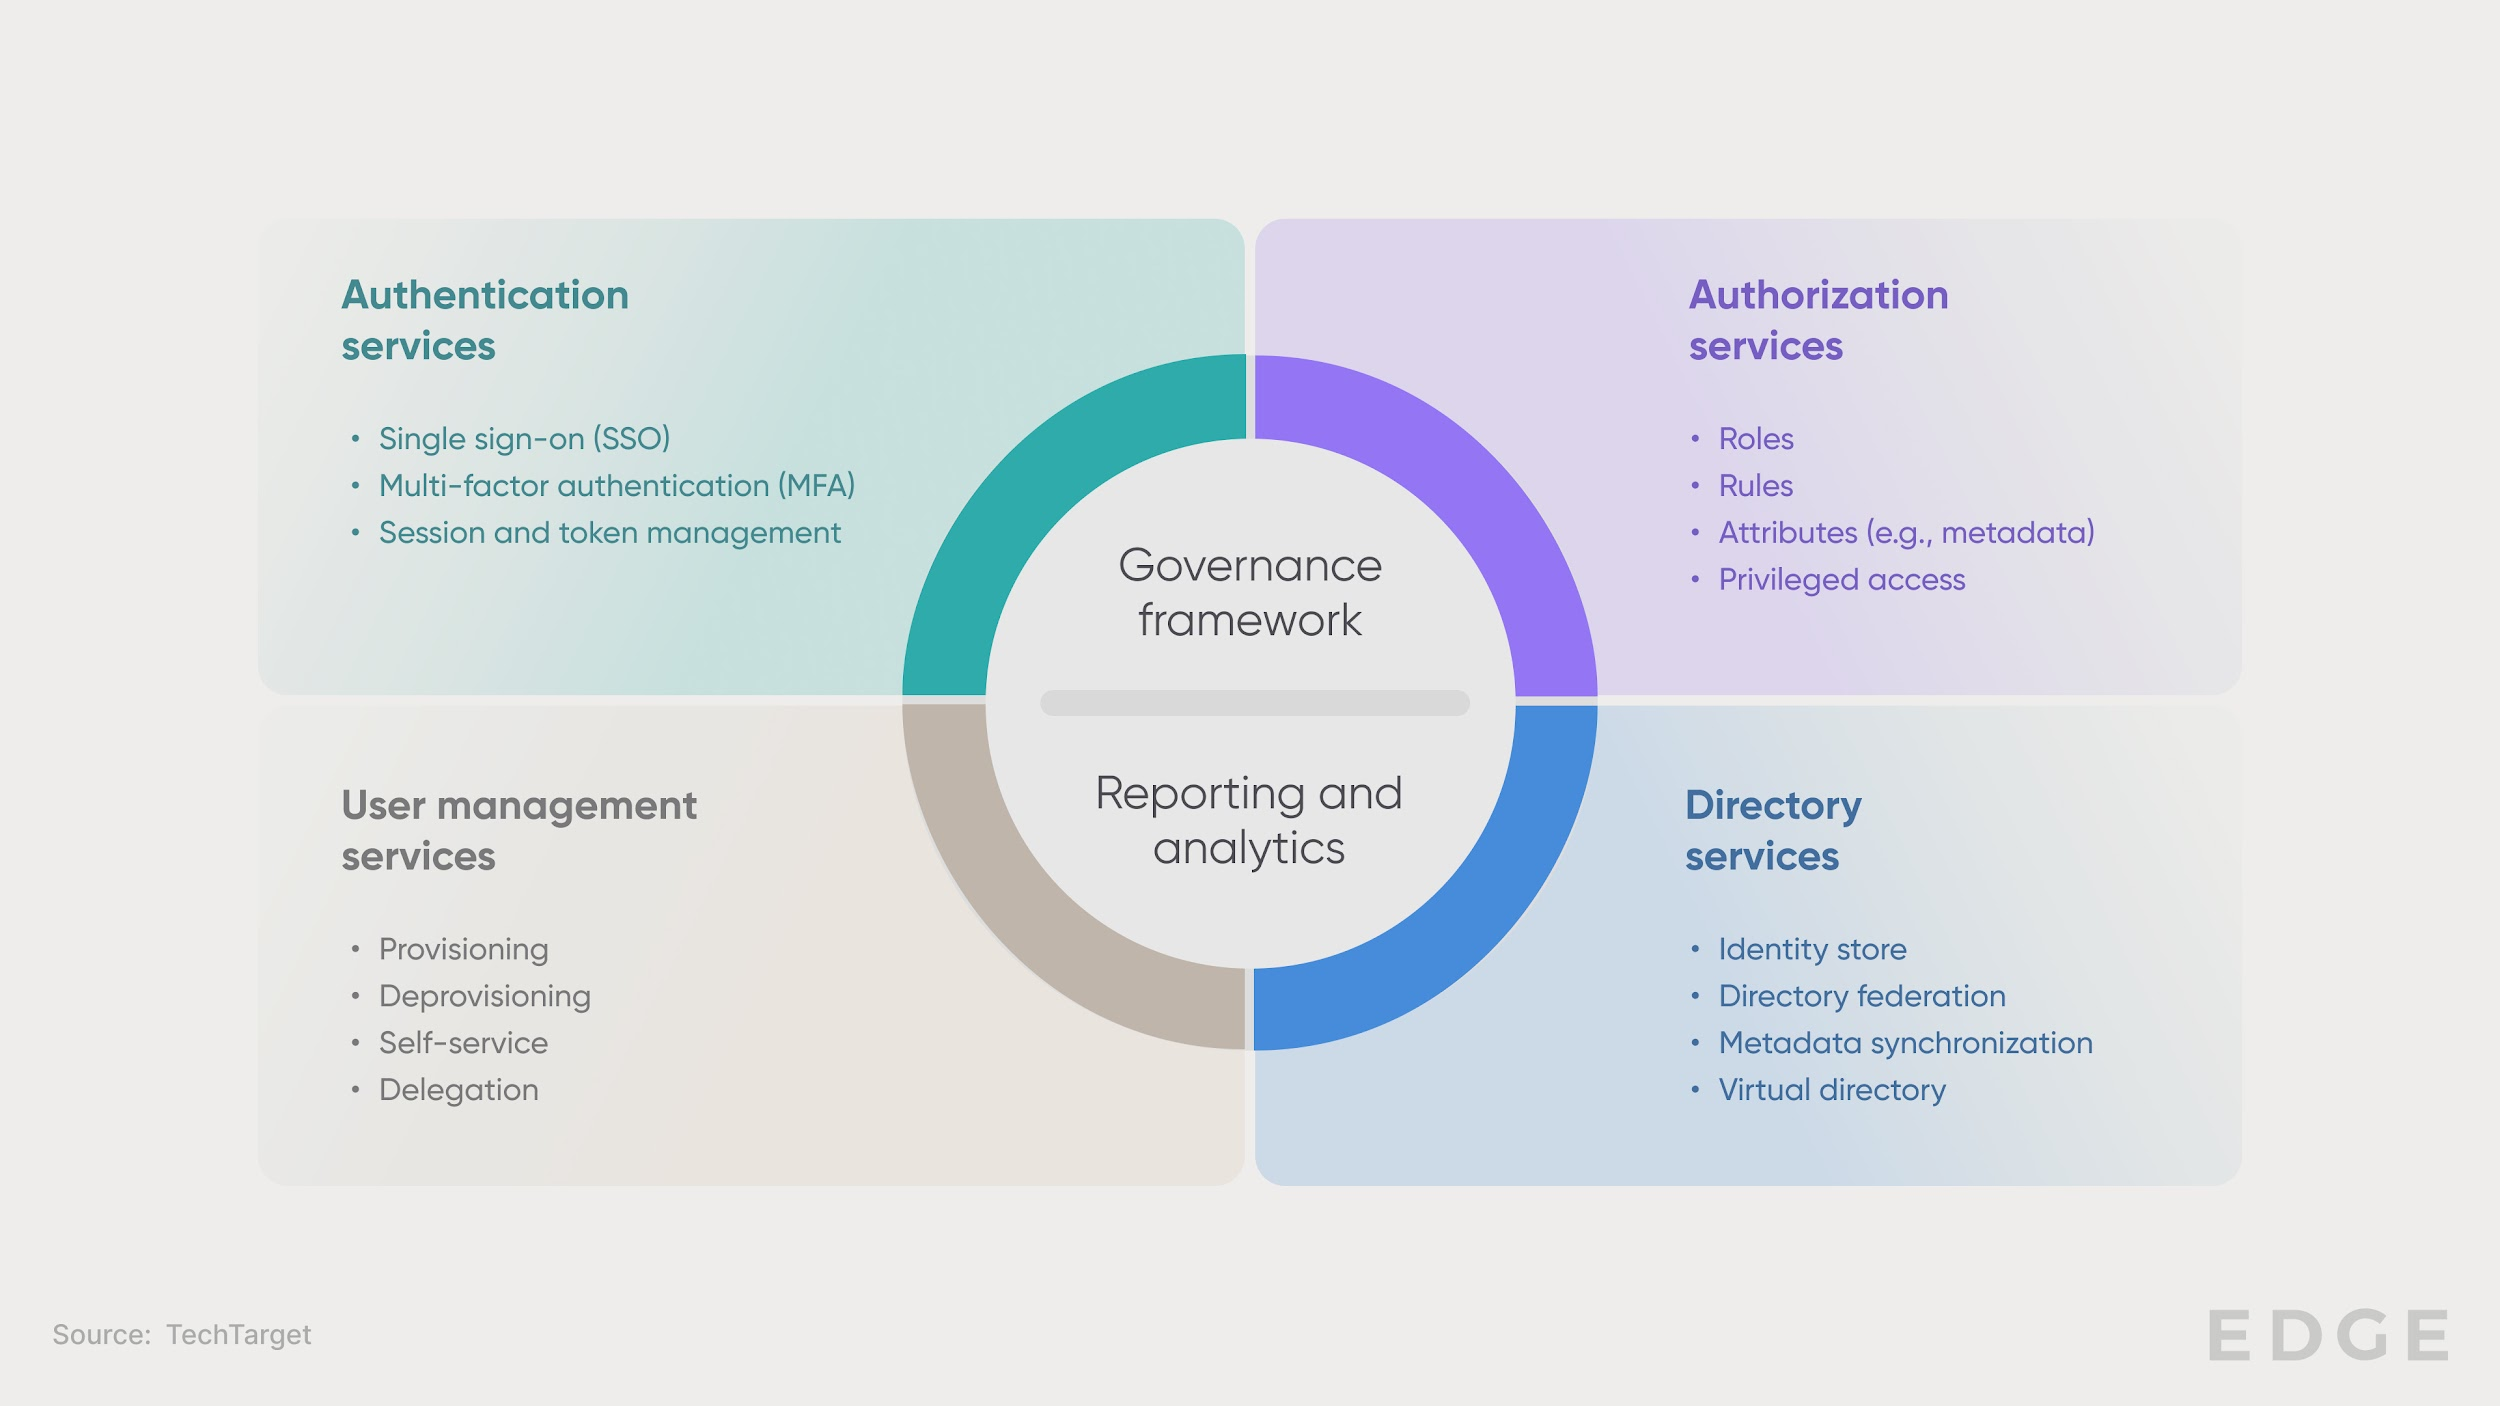 Authentication
services
• Single sign-on (SSO)
• Multi-factor authentication (MFA)
• Session and token management
Authorization
services
• Roles
• Rules
• Attributes (e.g., metadata)
• Privileged access
Governance
framework
Reporting and
analytics
User management
services
• Provisioning
• Deprovisioning
• Self-service
• Delegation
Directory
services
• Identity store
• Directory federation
• Metadata synchronization
• Virtual directory
Source: TechTarget
EDGE